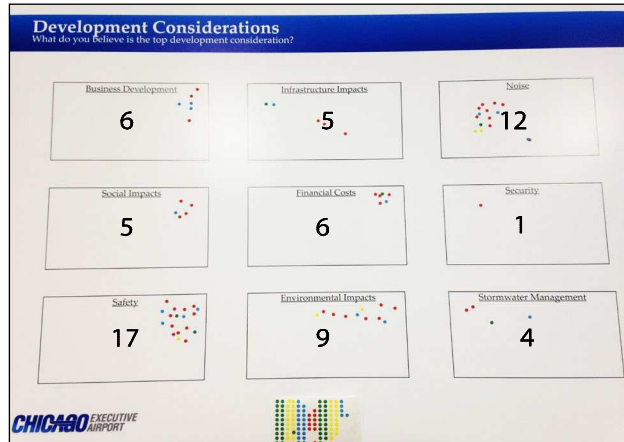 Development Considerations
What do you believe is the top development consideration?
Business Development
6
Infrastructure Impacts
5
Noise
12
Social Impacts
5
Financial Costs
6
Security
1
Safety
17
Environmental Impacts
9
Stormwater Management
4
CHICAGO EXECUTIVE
AIRPORT